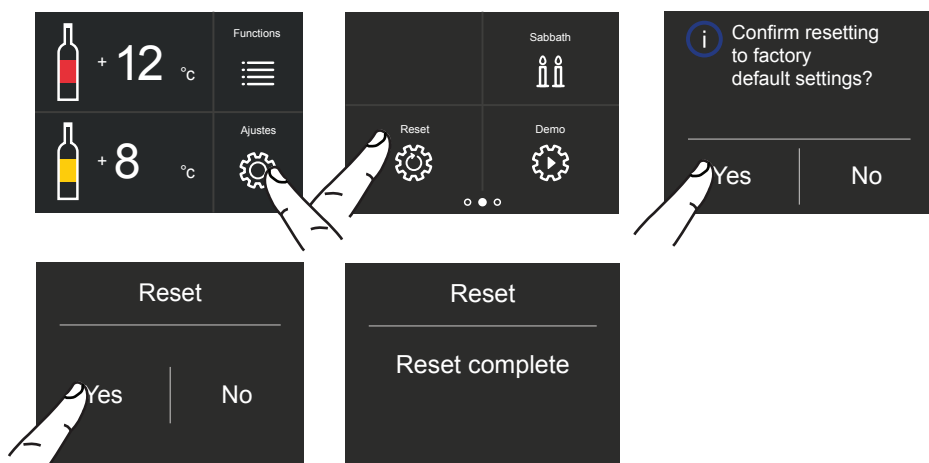 Functions
+ 12 °c
Ajustes
+ 8 °c
Sabbath
Reset
Demo
i
Confirm resetting
to factory
default settings?
Yes
No
Reset
Yes
No
Reset
Reset complete